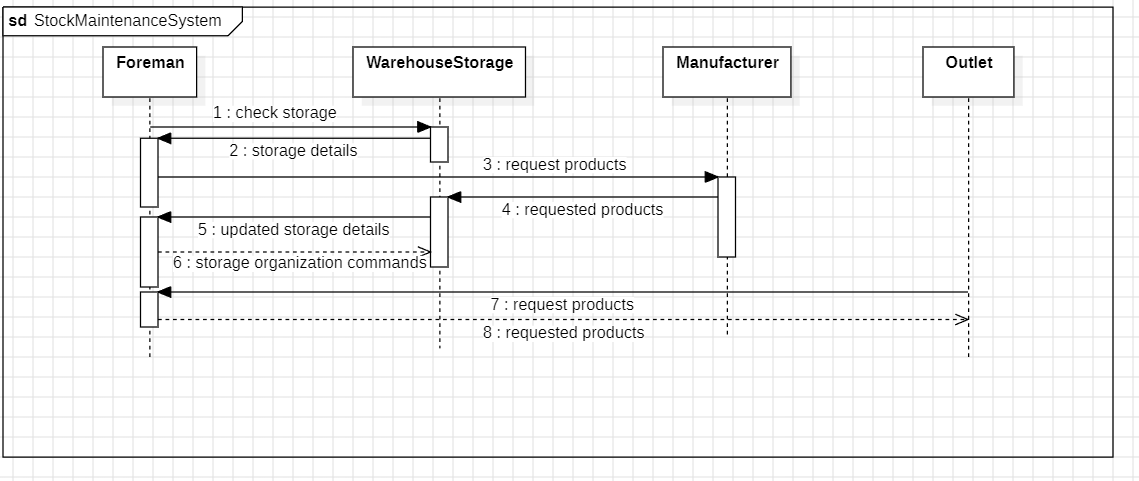 sd StockMaintenanceSystem
Foreman
WarehouseStorage
Manufacturer
Outlet
1 : check storage
2 : storage details
3 : request products
4 : requested products
5 : updated storage details
6 : storage organization commands
7 : request products
8 : requested products